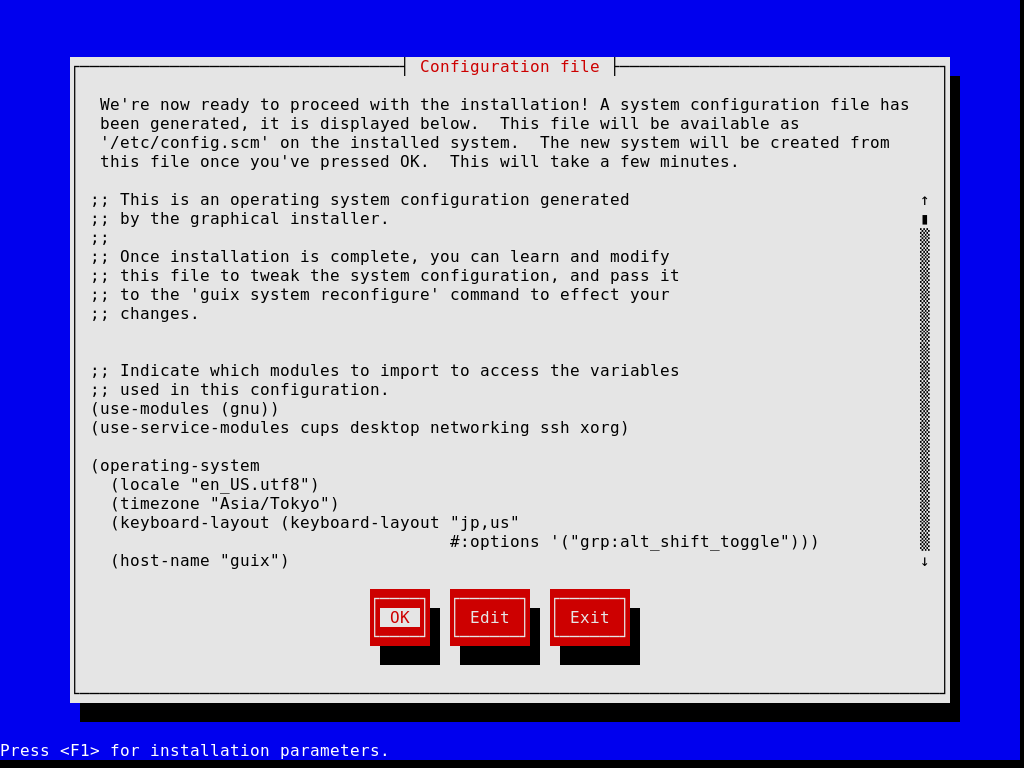 Configuration file
We're now ready to proceed with the installation! A system configuration file has
been generated, it is displayed below.  This file will be available as
'/etc/config.scm' on the installed system.  The new system will be created from
this file once you've pressed OK.  This will take a few minutes.
;; This is an operating system configuration generated
;; by the graphical installer.
;;
;; Once installation is complete, you can learn and modify
;; this file to tweak the system configuration, and pass it
;; to the 'guix system reconfigure' command to effect your
;; changes.
;; Indicate which modules to import to access the variables
;; used in this configuration.
(use-modules (gnu))
(use-service-modules cups desktop networking ssh xorg)
(operating-system
  (locale "en_US.utf8")
  (timezone "Asia/Tokyo")
  (keyboard-layout (keyboard-layout "jp,us"
                                    #:options '("grp:alt_shift_toggle")))
  (host-name "guix")
OK Edit Exit
Press <F1> for installation parameters.